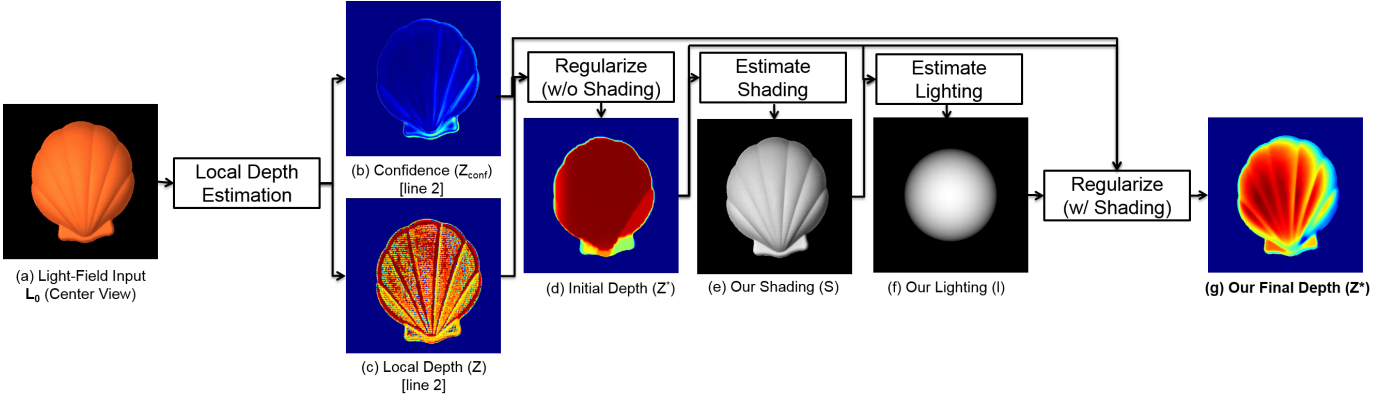 (a) Light-Field Input
L0 (Center View)
Local Depth
Estimation
(b) Confidence (Zconf)
[line 2]
(c) Local Depth (Z)
[line 2]
Regularize
(w/o Shading)
(d) Initial Depth (Z*)
Estimate
Shading
(e) Our Shading (S)
Estimate
Lighting
(f) Our Lighting (l)
Regularize
(w/ Shading)
(g) Our Final Depth (Z*)